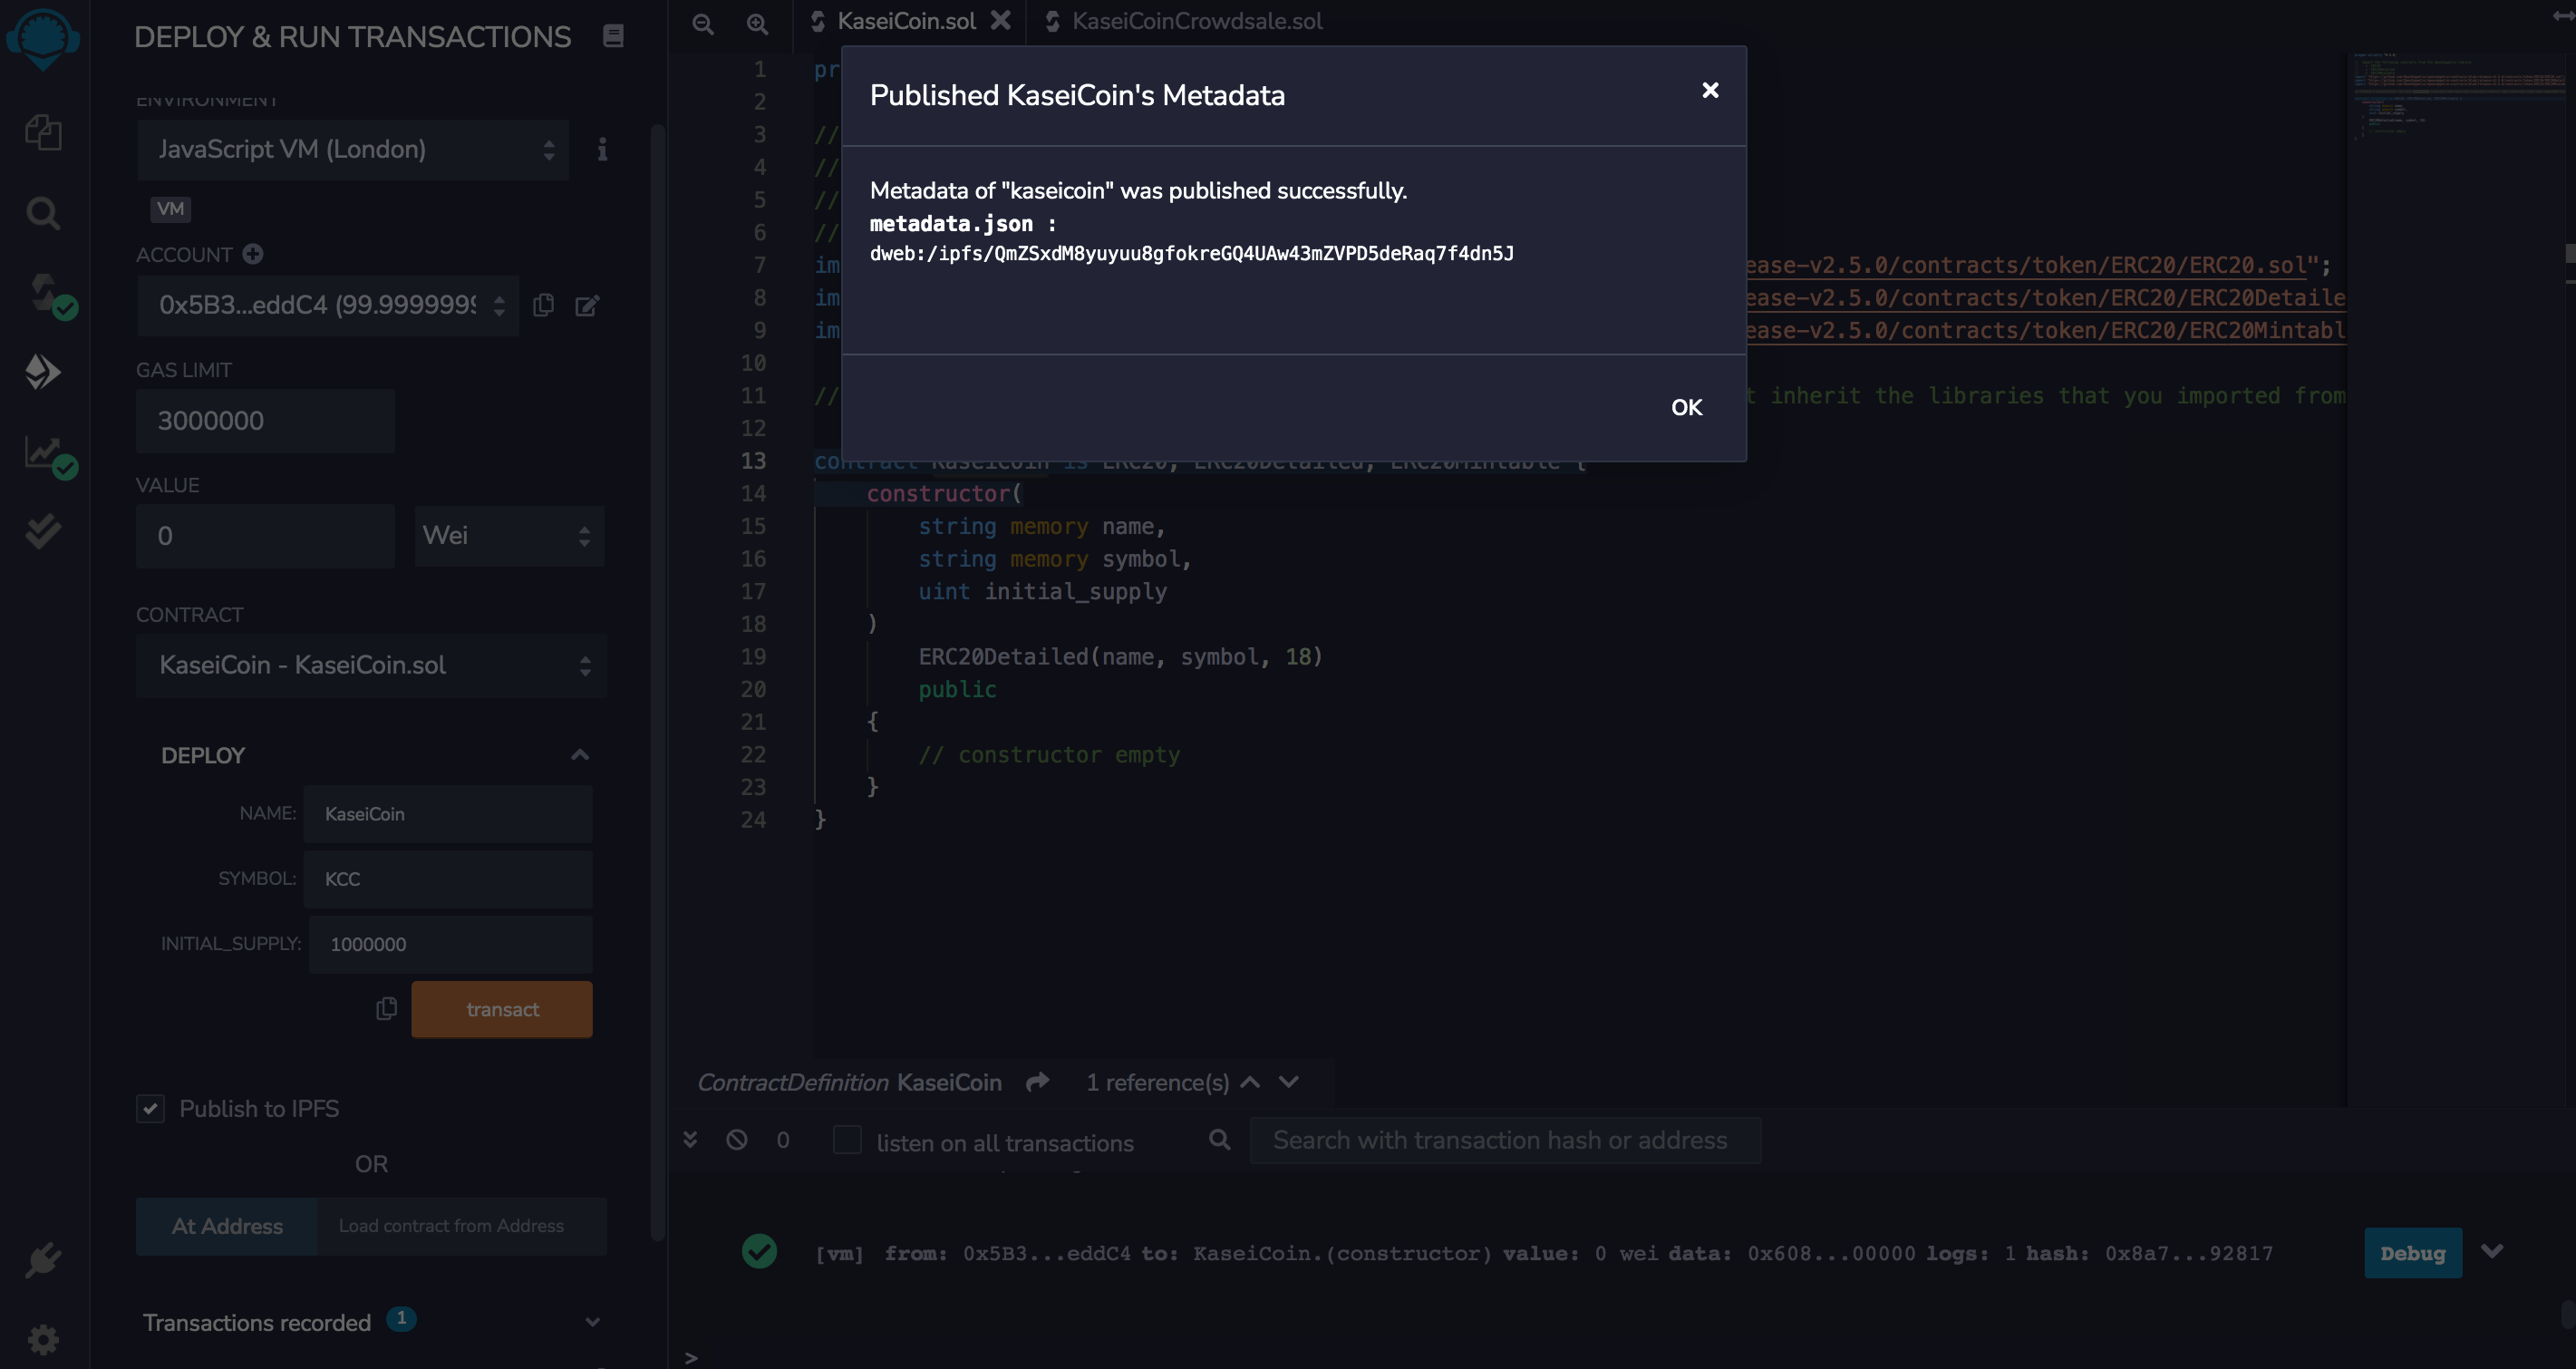 DEPLOY & RUN TRANSACTIONS
ENVIRONMENT
JavaScript VM (London)
VM
ACCOUNT
0x5B3...eddC4 (99.9999999
GAS LIMIT
3000000
VALUE
0
Wei
CONTRACT
KaseiCoin - KaseiCoin.sol
DEPLOY
NAME: KaseiCoin
SYMBOL: KCC
INITIAL_SUPPLY: 1000000
transact
Publish to IPFS
OR
At Address Load contract from Address
Transactions recorded 1
KaseiCoin.sol
KaseiCoinCrowdsale.sol
Published KaseiCoin's Metadata
Metadata of "kaseicoin" was published successfully.
metadata.json :
dweb:/ipfs/QmZSxdM8yuyuu8gfokreGQ4UAw43mZVPD5deRaq7f4dn5J
OK
1 pr
2
3 //
4 //
5 //
6 //
7 im ease-v2.5.0/contracts/token/ERC20/ERC20.sol";
8 im ease-v2.5.0/contracts/token/ERC20/ERC20Detaile
9 im ease-v2.5.0/contracts/token/ERC20/ERC20Mintabl
10
11 // t inherit the libraries that you imported from
12
13 contract KaseiCoin is ERC20, ERC20Detailed, ERC20Mintable {
14 constructor(
15 string memory name,
16 string memory symbol,
17 uint initial_supply
18 )
19 ERC20Detailed(name, symbol, 18)
20 public
21 {
22 // constructor empty
23 }
24 }
ContractDefinition KaseiCoin 1 reference(s)
0 listen on all transactions Search with transaction hash or address
[vm] from: 0x5B3...eddC4 to: KaseiCoin.(constructor) value: 0 wei data: 0x608...00000 logs: 1 hash: 0x8a7...92817
Debug
>